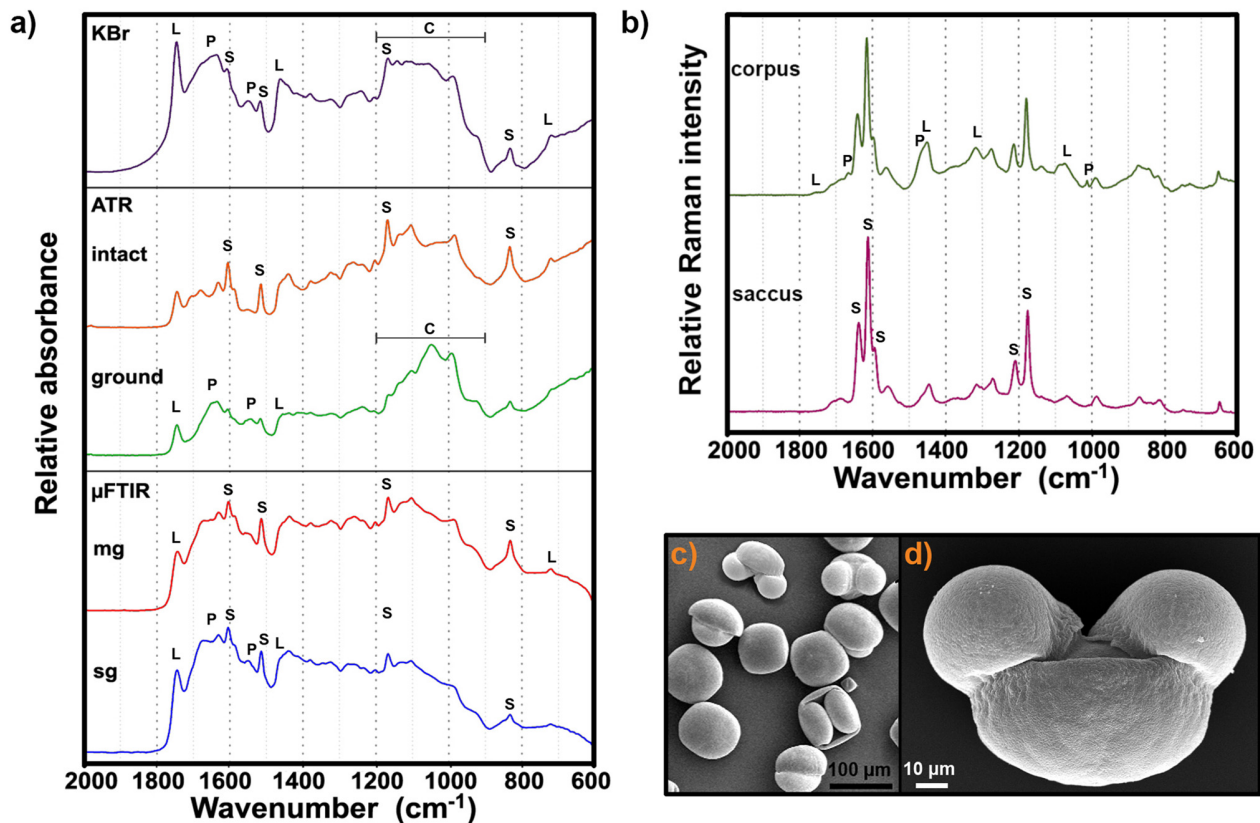 a)
KBr
L
P
S
P
S
L
C
S
S
L
ATR
intact
S
S
S
S
ground
L
P
P
L
C
µFTIR
mg
L
S
S
S
S
L
sg
L
P
S
P
S
L
S
S
Relative absorbance
2000 1800 1600 1400 1200 1000 800 600
Wavenumber (cm-1)
b)
corpus
L
P
P
L
L
L
P
saccus
S
S
S
S
S
Relative Raman intensity
2000 1800 1600 1400 1200 1000 800 600
Wavenumber (cm-1)
c)
100 µm
d)
10 µm